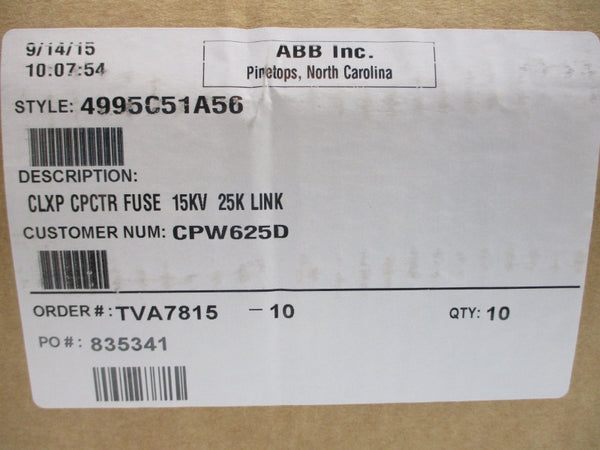 9/14/15
10:07:54
ABB Inc.
Pinetops, North Carolina
STYLE: 4995C51A56
DESCRIPTION:
CLXP CPCTR FUSE 15KV 25K LINK
CUSTOMER NUM: CPW625D
ORDER #: TVA7815 - 10 QTY: 10
PO #: 835341